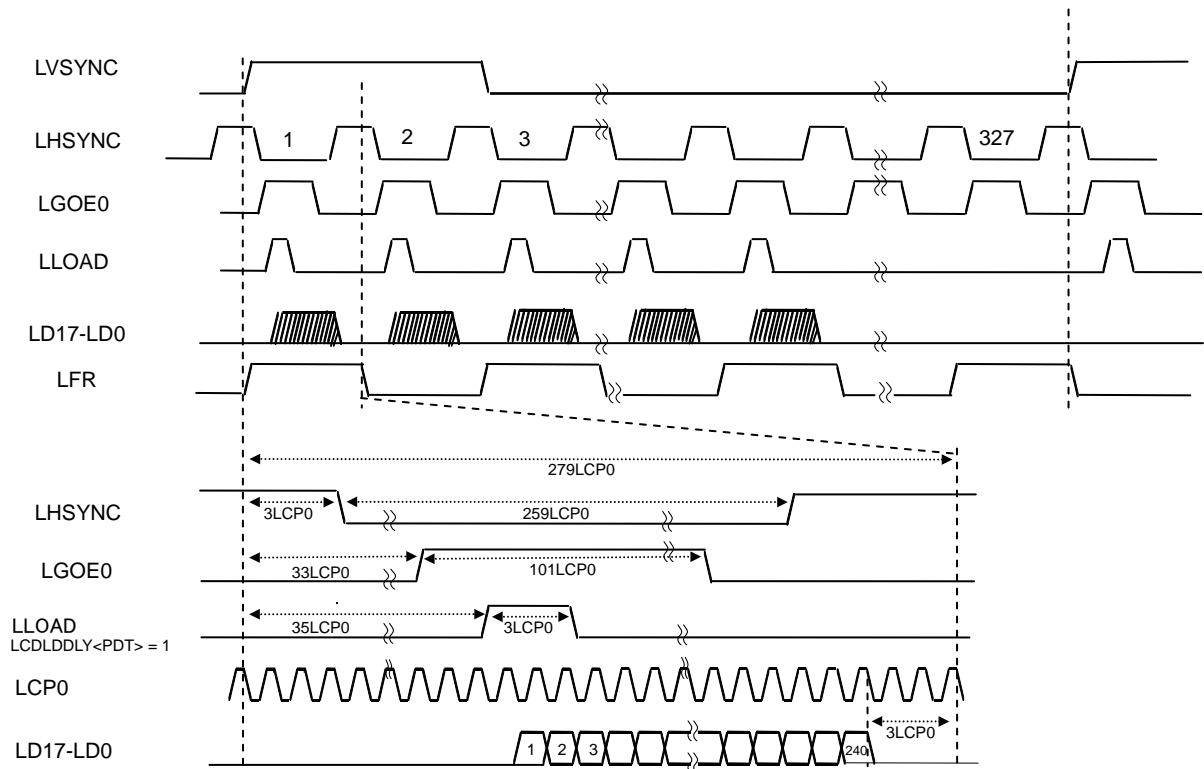 LVSYNC
LHSYNC
1 2 3 327
LGOE0
LLOAD
LD17-LD0
LFR
279LCP0
LHSYNC
3LCP0 259LCP0
LGOE0
33LCP0 101LCP0
LLOAD
LCDLDDLY<PDT> = 1
35LCP0 3LCP0
LCP0
3LCP0
LD17-LD0
1 2 3 240